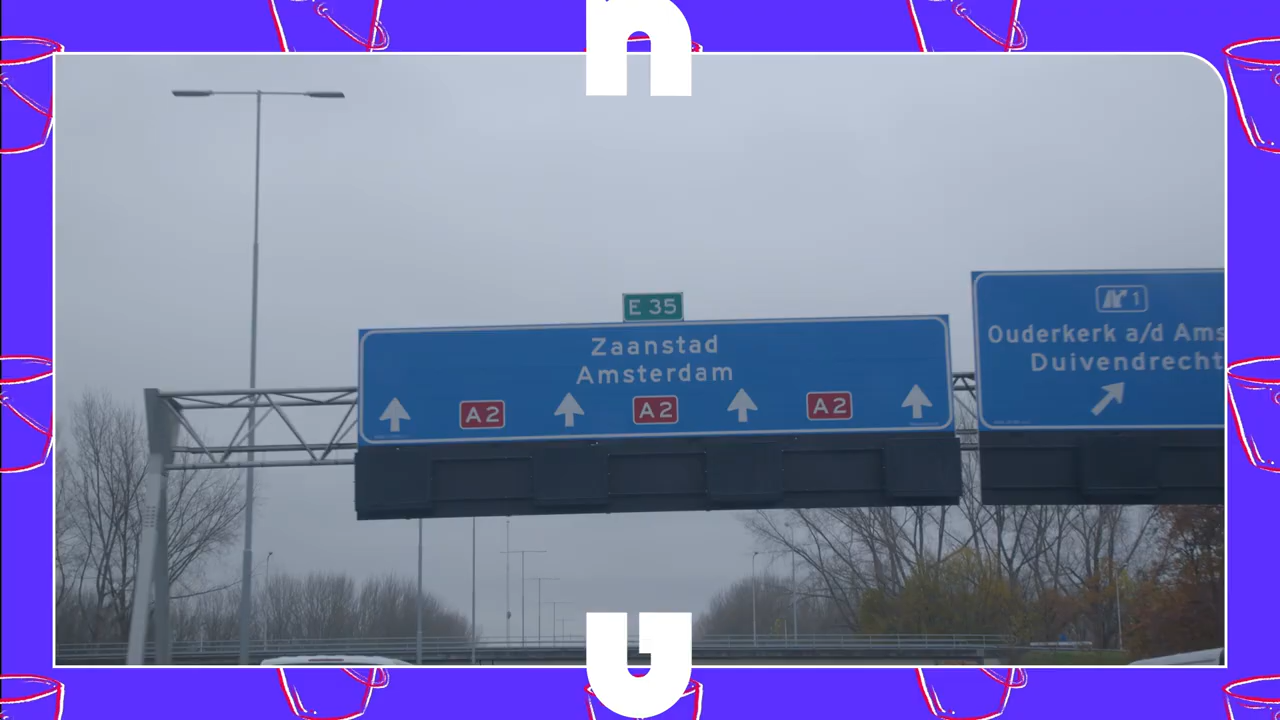 E 35
Zaanstad
Amsterdam
A2 A2 A2
1
Ouderkerk a/d Ams
Duivendrecht